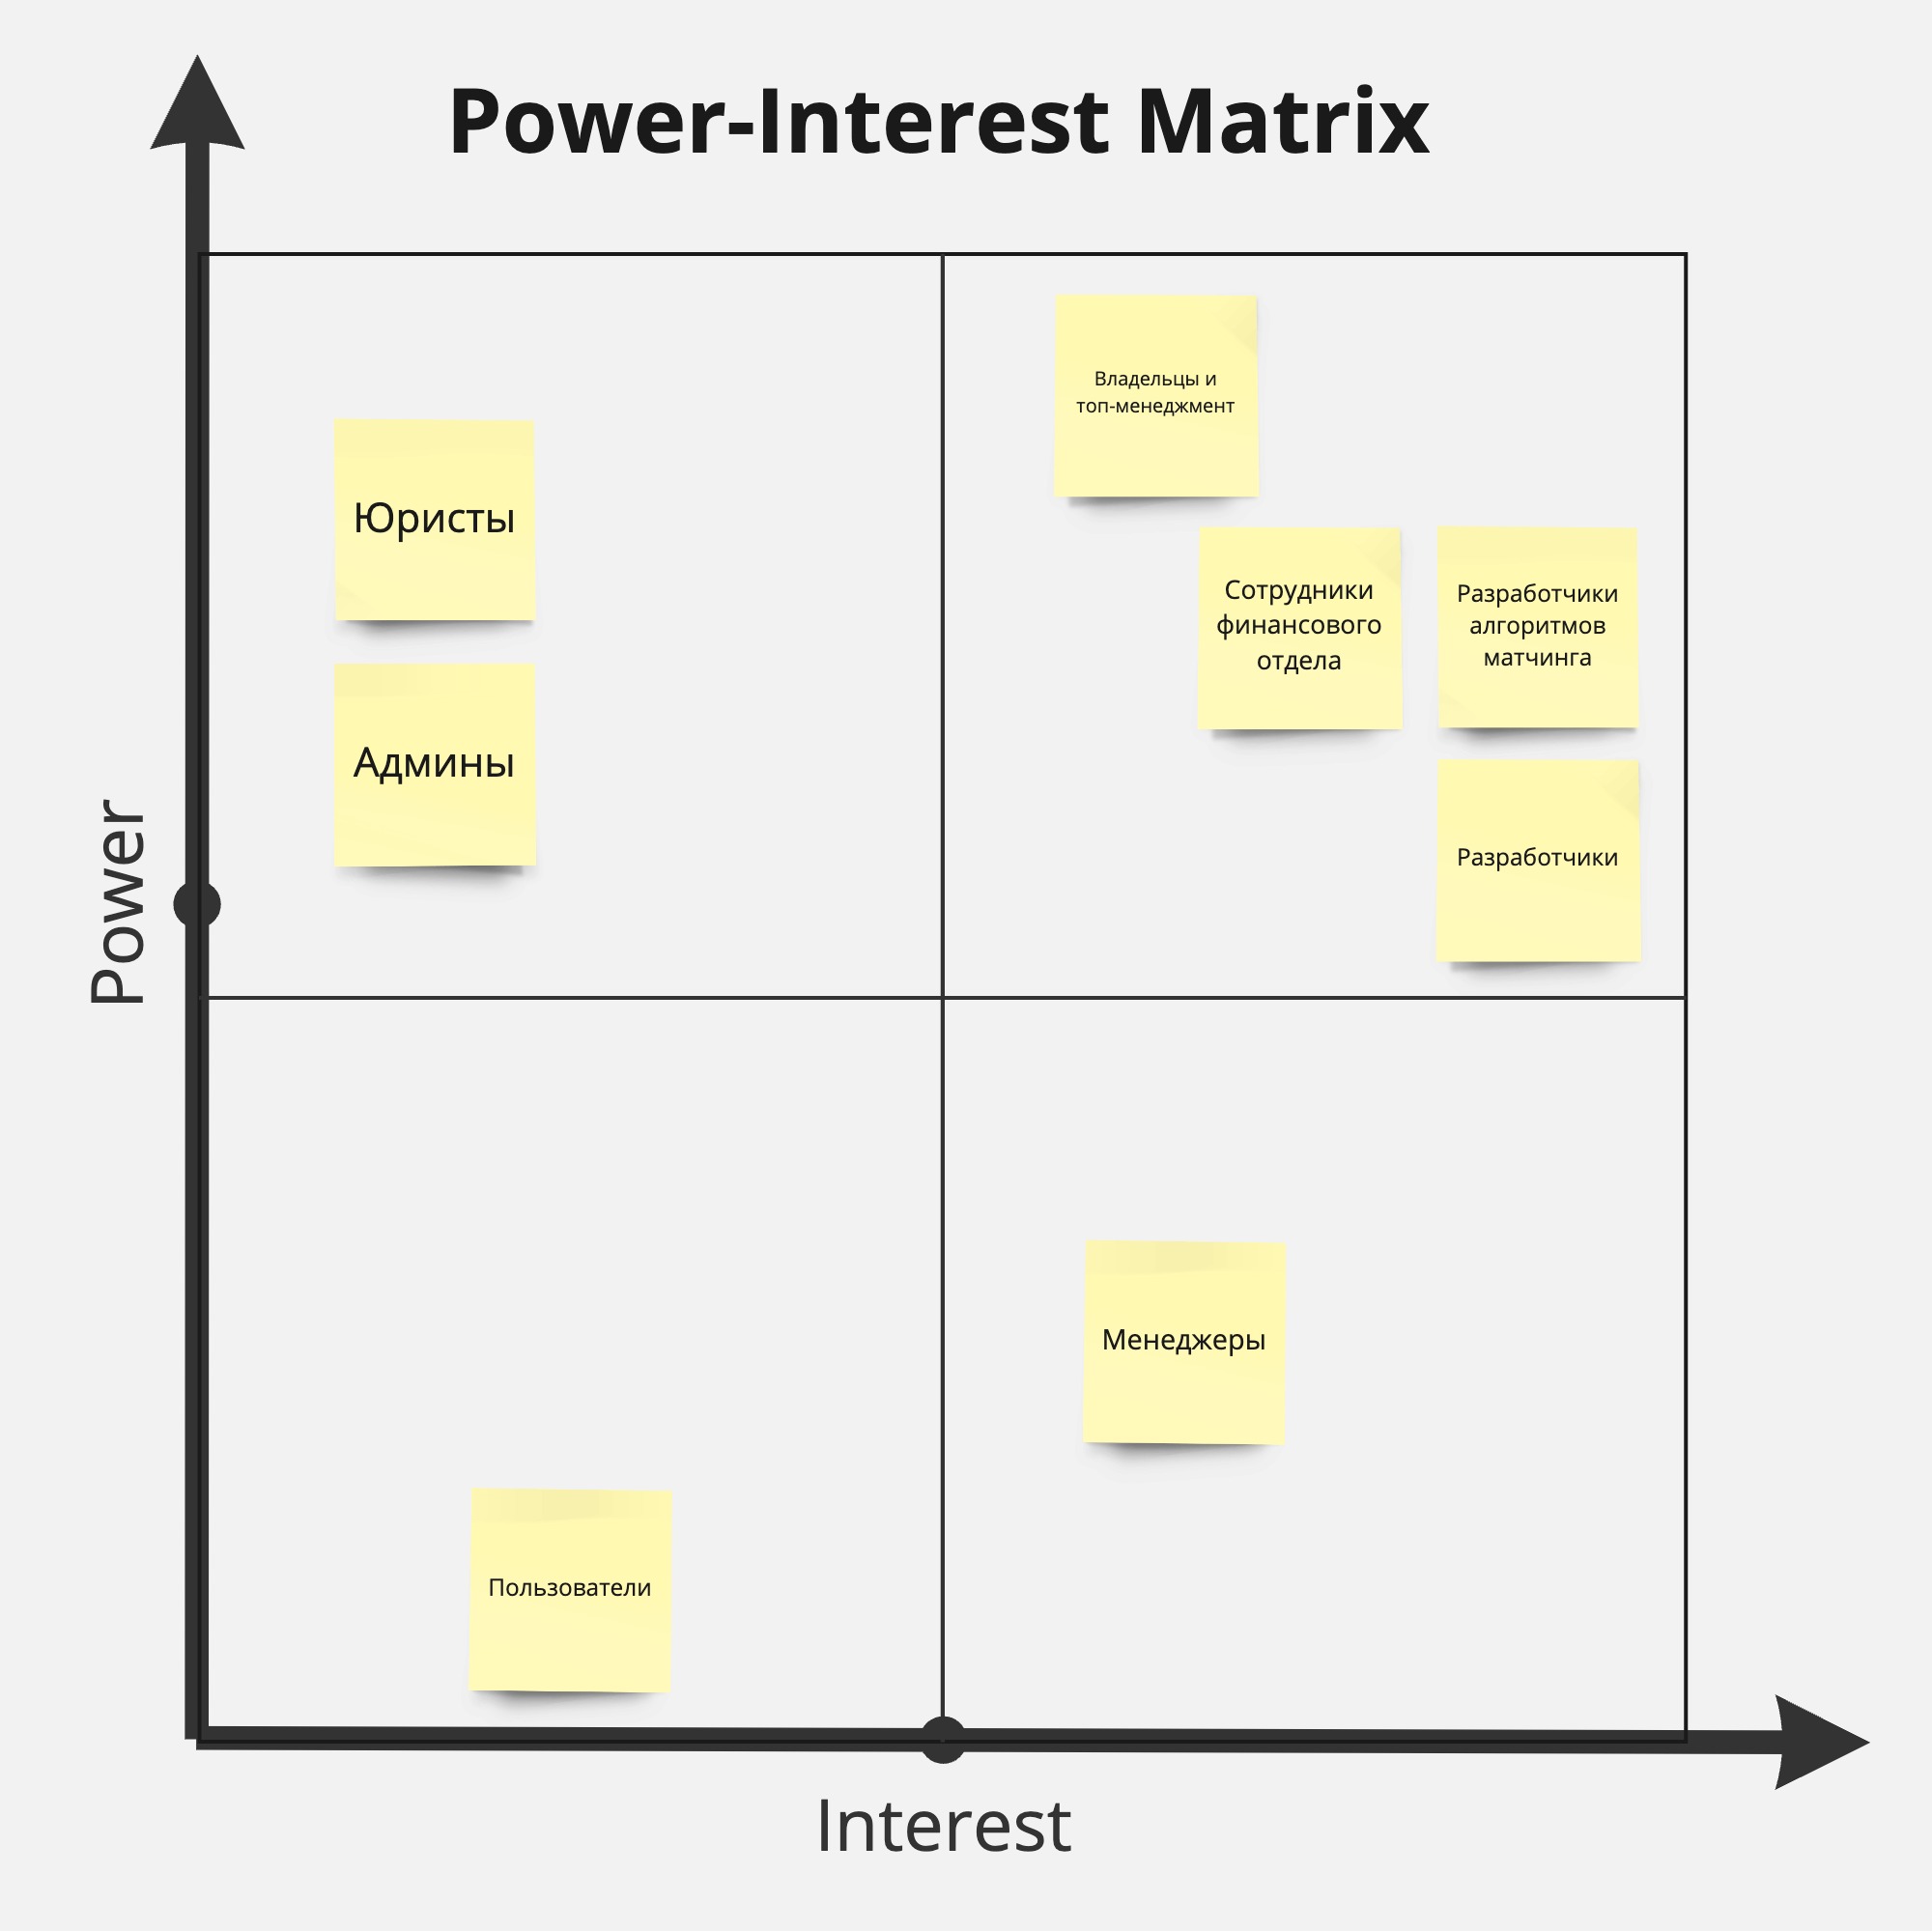 Power-Interest Matrix
Владельцы и
топ-менеджмент
Юристы
Сотрудники
финансового
отдела
Разработчики
алгоритмов
матчинга
Админы
Разработчики
Power
Менеджеры
Пользователи
Interest